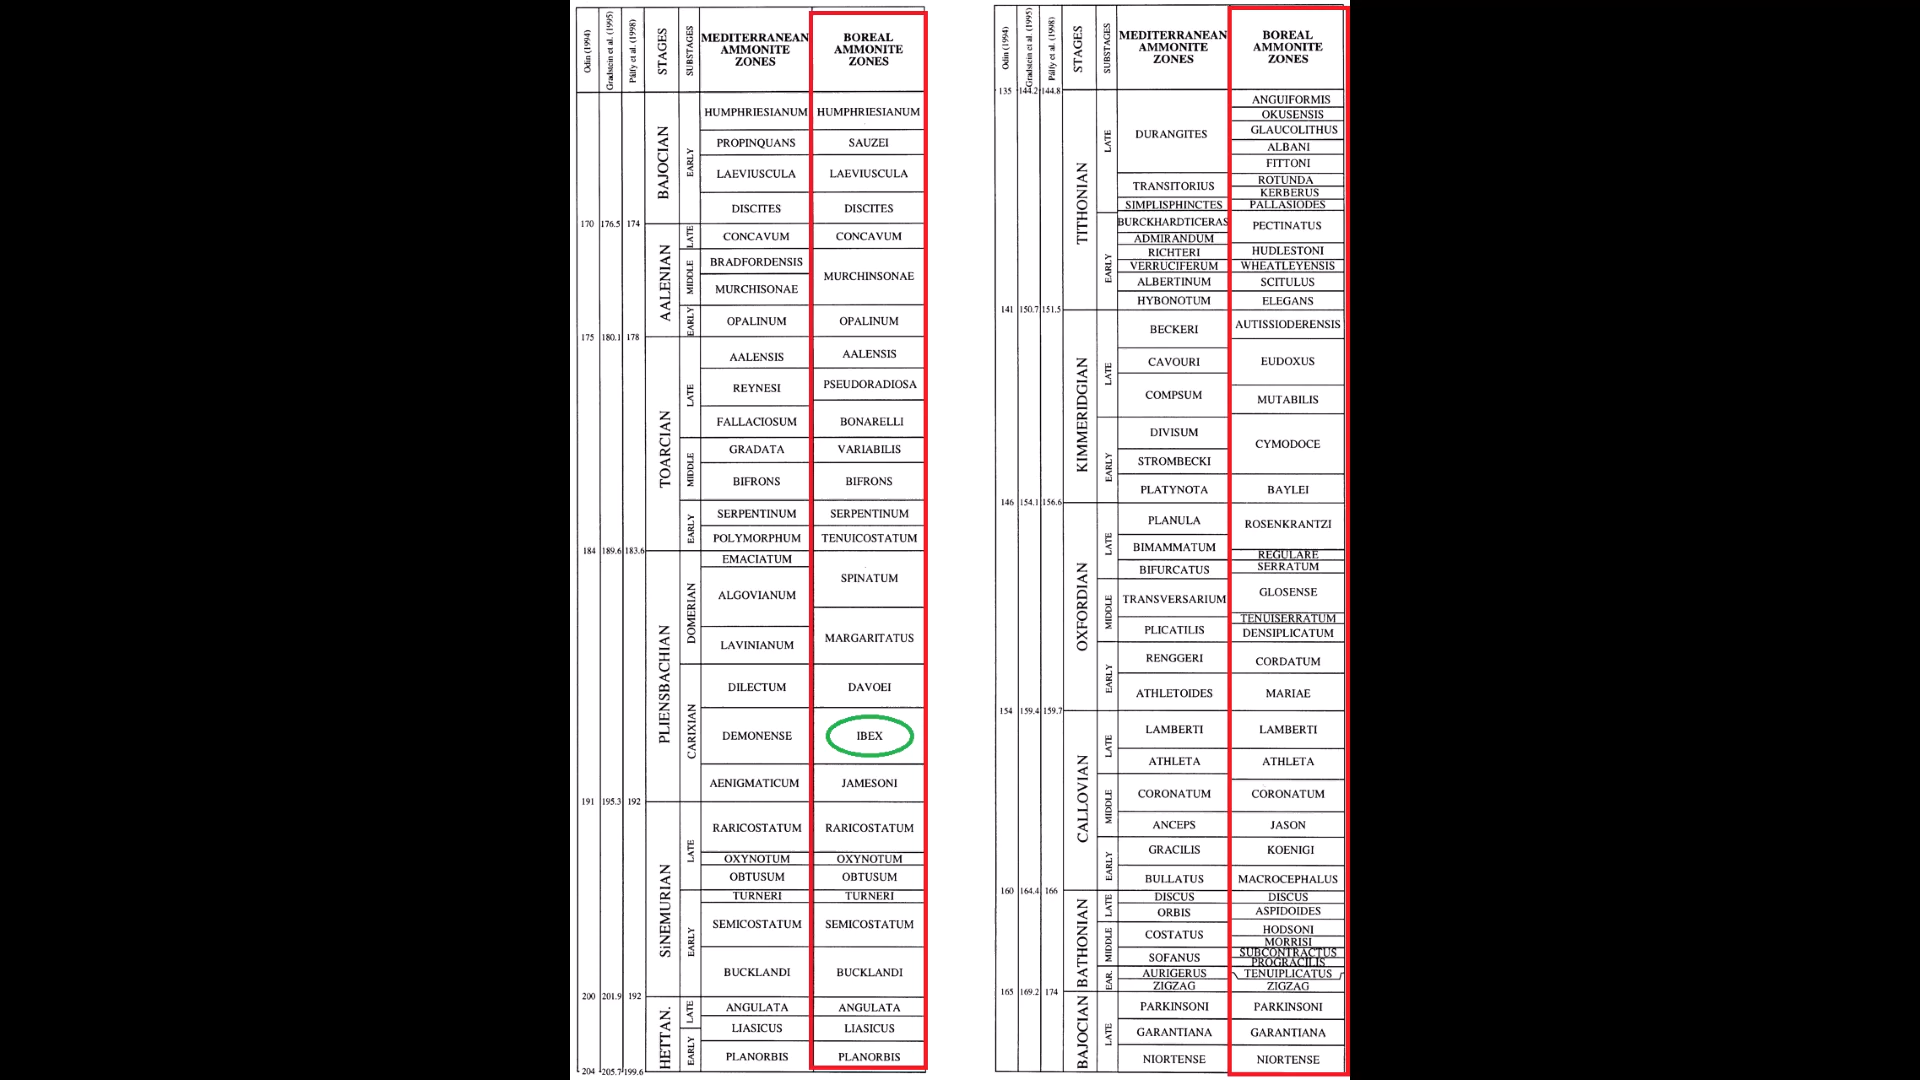 Odin (1994)
Gradstein et al. (1995)
Pálfy et al. (1998)
STAGES
SUBSTAGES
MEDITERRANEAN
AMMONITE
ZONES
BOREAL
AMMONITE
ZONES
BAJOCIAN
EARLY
HUMPHRIESIANUM HUMPHRIESIANUM
PROPINQUANS SAUZEI
LAEVIUSCULA LAEVIUSCULA
DISCITES DISCITES
170 176.5 174
AALENIAN
LATE
CONCAVUM CONCAVUM
MIDDLE
BRADFORDENSIS
MURCHINSONAE
MURCHISONAE
EARLY
OPALINUM OPALINUM
175 180.1 178
TOARCIAN
LATE
AALENSIS AALENSIS
REYNESI PSEUDORADIOSA
FALLACIOSUM BONARELLI
MIDDLE
GRADATA VARIABILIS
BIFRONS BIFRONS
EARLY
SERPENTINUM SERPENTINUM
POLYMORPHUM TENUICOSTATUM
184 189.6 183.6
PLIENSBACHIAN
DOMERIAN
EMACIATUM
SPINATUM
ALGOVIANUM
MARGARITATUS
LAVINIANUM
CARIXIAN
DILECTUM DAVOEI
DEMONENSE IBEX
AENIGMATICUM JAMESONI
191 195.3 192
SiNEMURIAN
LATE
RARICOSTATUM RARICOSTATUM
OXYNOTUM OXYNOTUM
OBTUSUM OBTUSUM
EARLY
TURNERI TURNERI
SEMICOSTATUM SEMICOSTATUM
BUCKLANDI BUCKLANDI
200 201.9 192
HETTAN.
LATE
ANGULATA ANGULATA
LIASICUS LIASICUS
EARLY
PLANORBIS PLANORBIS
204 205.7 199.6
Odin (1994)
Gradstein et al. (1995)
Pálfy et al. (1998)
STAGES
SUBSTAGES
MEDITERRANEAN
AMMONITE
ZONES
BOREAL
AMMONITE
ZONES
135 144.2 144.8
TITHONIAN
LATE
DURANGITES
ANGUIFORMIS
OKUSENSIS
GLAUCOLITHUS
ALBANI
FITTONI
TRANSITORIUS
ROTUNDA
KERBERUS
SIMPLISPHINCTES PALLASIODES
EARLY
BURCKHARDTICERAS PECTINATUS
ADMIRANDUM
RICHTERI HUDLESTONI
VERRUCIFERUM WHEATLEYENSIS
ALBERTINUM SCITULUS
HYBONOTUM ELEGANS
141 150.7 151.5
KIMMERIDGIAN
LATE
BECKERI AUTISSIODERENSIS
CAVOURI EUDOXUS
COMPSUM MUTABILIS
EARLY
DIVISUM CYMODOCE
STROMBECKI
PLATYNOTA BAYLEI
146 154.1 156.6
OXFORDIAN
LATE
PLANULA ROSENKRANTZI
BIMAMMATUM REGULARE
BIFURCATUS SERRATUM
MIDDLE
TRANSVERSARIUM GLOSENSE
TENUISERRATUM
PLICATILIS DENSIPLICATUM
EARLY
RENGGERI CORDATUM
ATHLETOIDES MARIAE
154 159.4 159.7
CALLOVIAN
LATE
LAMBERTI LAMBERTI
ATHLETA ATHLETA
MIDDLE
CORONATUM CORONATUM
ANCEPS JASON
EARLY
GRACILIS KOENIGI
BULLATUS MACROCEPHALUS
160 164.4 166
BATHONIAN
LATE
DISCUS DISCUS
ORBIS ASPIDOIDES
MIDDLE
COSTATUS HODSONI
MORRISI
SOFANUS SUBCONTRACTUS
PROGRACILIS
EAR.
AURIGERUS TENUIPLICATUS
ZIGZAG ZIGZAG
165 169.2 174
BAJOCIAN
LATE
PARKINSONI PARKINSONI
GARANTIANA GARANTIANA
NIORTENSE NIORTENSE